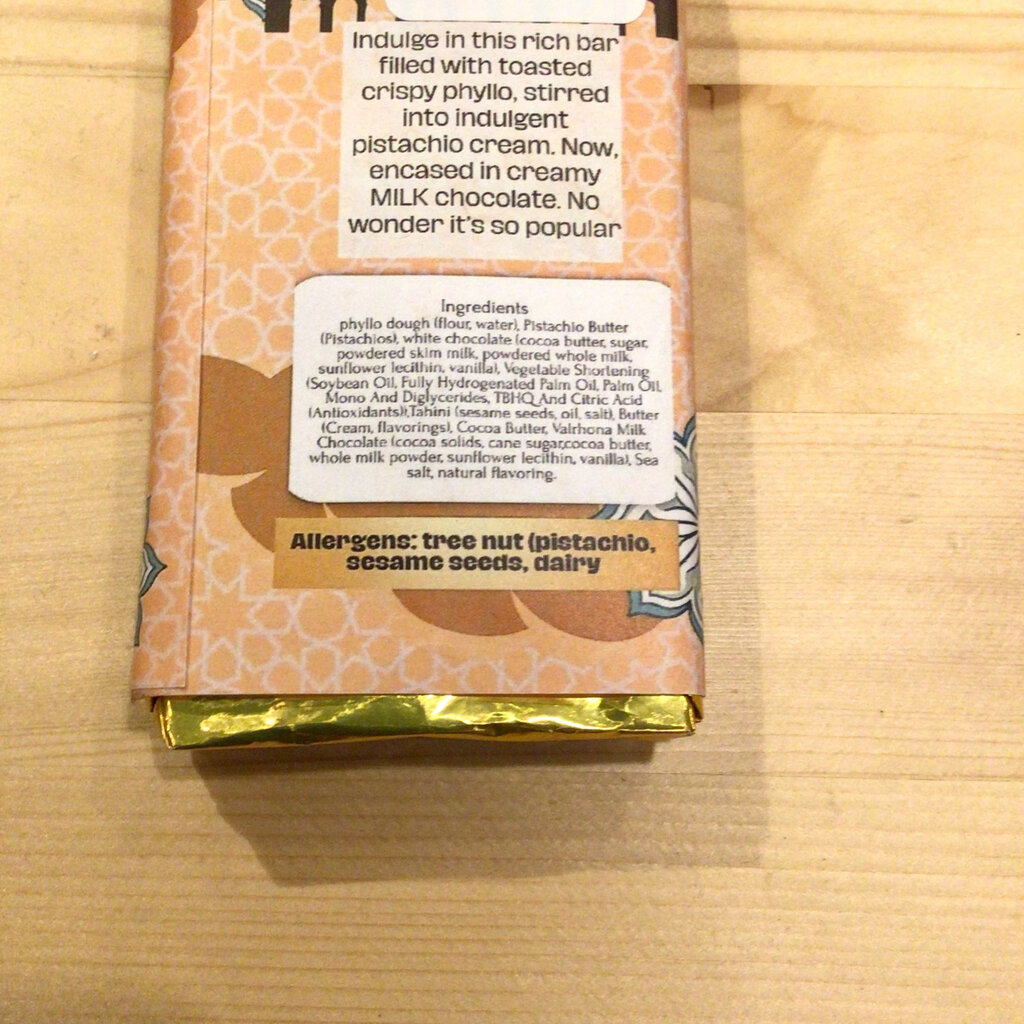 Indulge in this rich bar
filled with toasted
crispy phyllo, stirred
into indulgent
pistachio cream. Now,
encased in creamy
MILK chocolate. No
wonder it's so popular
Ingredients
phyllo dough (flour, water), Pistachio Butter
(Pistachios), white chocolate (cocoa butter, sugar,
powdered skim milk, powdered whole milk,
sunflower lecithin, vanilla), Vegetable Shortening
(Soybean Oil, Fully Hydrogenated Palm Oil, Palm Oil,
Mono And Diglycerides, TBHQ And Citric Acid
(Antioxidants)),Tahini (sesame seeds, oil, salt), Butter
(Cream, flavorings), Cocoa Butter, Valrhona Milk
Chocolate (cocoa solids, cane sugar,cocoa butter,
whole milk powder, sunflower lecithin, vanilla), Sea
salt, natural flavoring.
Allergens: tree nut (pistachio,
sesame seeds, dairy